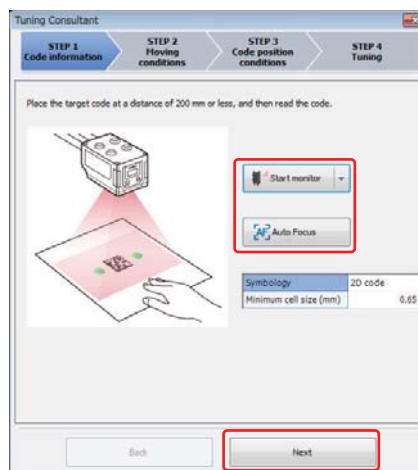 Tuning Consultant
STEP 1
Code information
STEP 2
Moving
conditions
STEP 3
Code position
conditions
STEP 4
Tuning
Place the target code at a distance of 200 mm or less, and then read the code.
Start monitor
AF Auto Focus
Symbology 2D code
Minimum cell size (mm) 0.65
Back Next